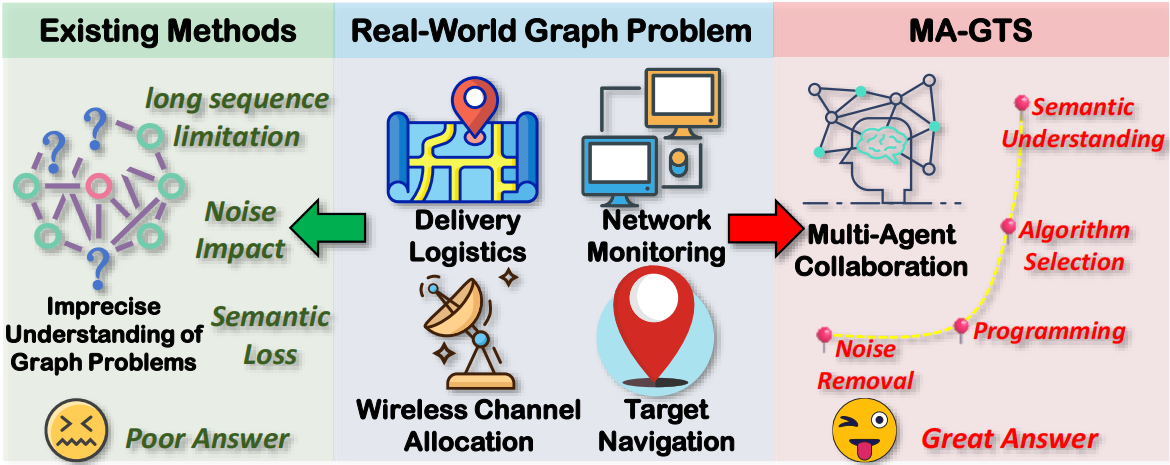 Existing Methods
long sequence
limitation
?
?
Noise
Impact
?
Imprecise
Understanding of
Graph Problems
Semantic
Loss
Poor Answer
Real-World Graph Problem
Delivery
Logistics
Network
Monitoring
Wireless Channel
Allocation
Target
Navigation
MA-GTS
Semantic
Understanding
Multi-Agent
Collaboration
Algorithm
Selection
Programming
Noise
Removal
Great Answer